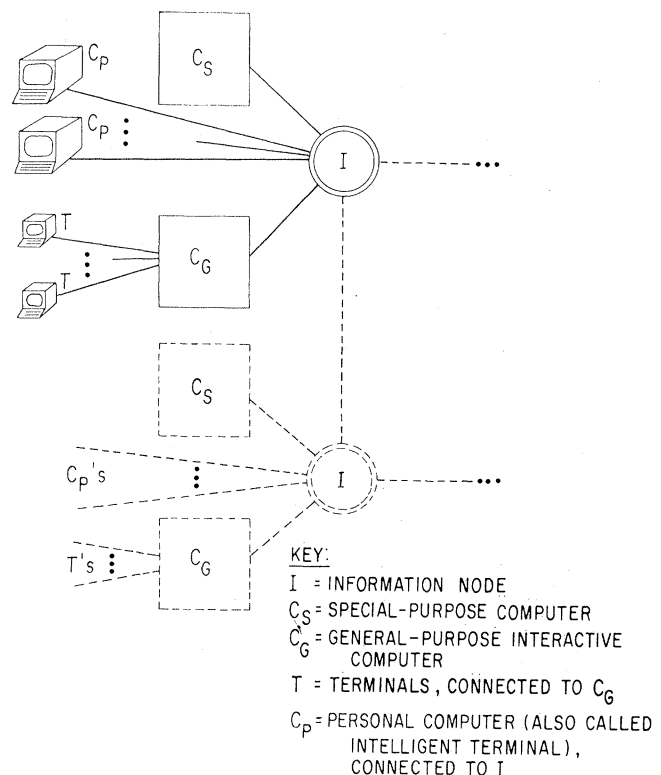 C_P
C_S
C_P
I
T
C_G
T
C_S
C_P's
I
T's
C_G
KEY:
I = INFORMATION NODE
C_S = SPECIAL-PURPOSE COMPUTER
C_G = GENERAL-PURPOSE INTERACTIVE
COMPUTER
T = TERMINALS, CONNECTED TO C_G
C_P = PERSONAL COMPUTER (ALSO CALLED
INTELLIGENT TERMINAL),
CONNECTED TO I